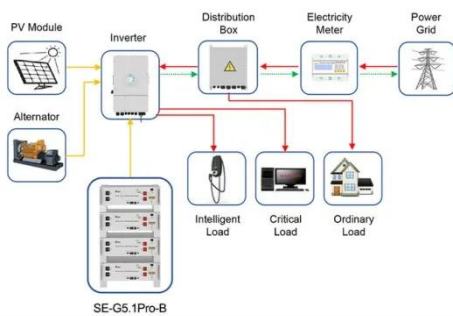 PV Module
Inverter
Distribution
Box
Electricity
Meter
Power
Grid
Alternator
Intelligent
Load
Critical
Load
Ordinary
Load
SE-G5.1Pro-B